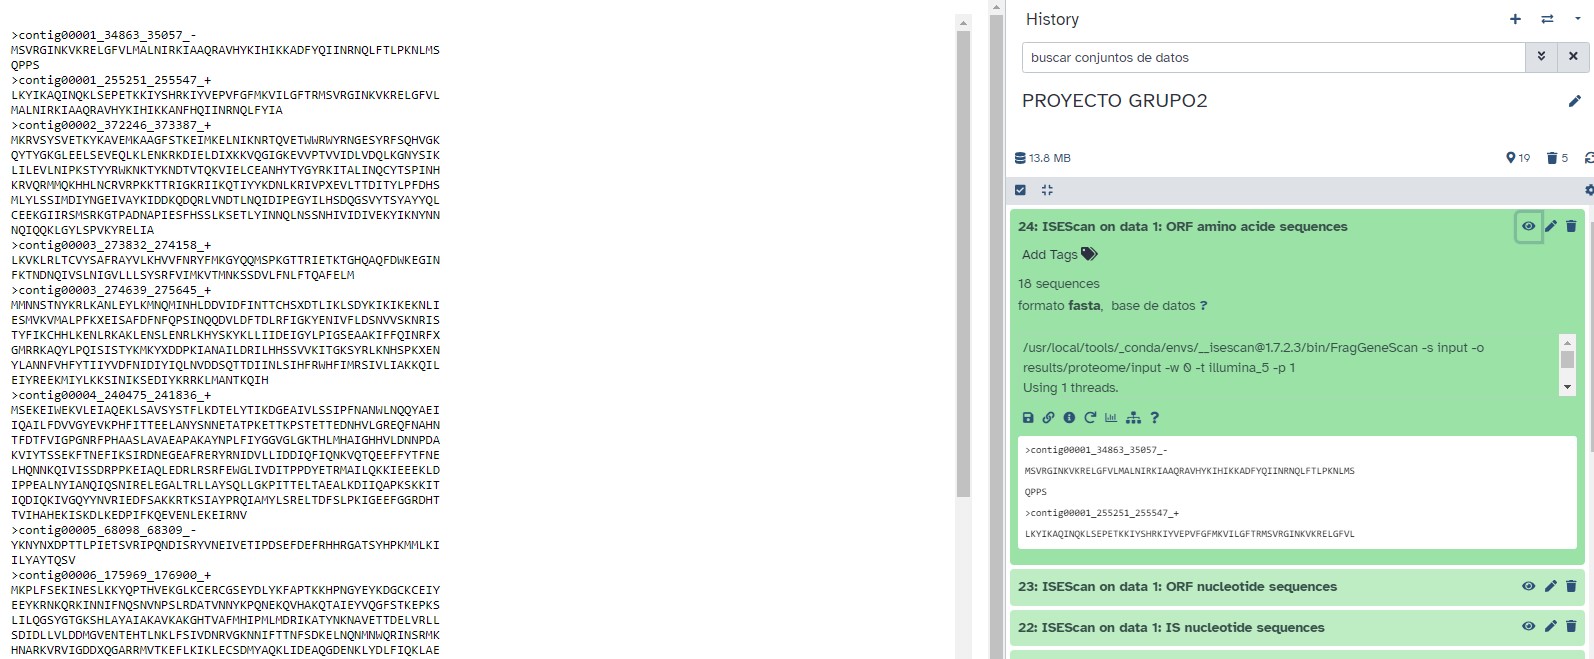 >contig00001_34863_35057_-
MSVRGINKVKRELGFVLMALNIRKIAAQRAVHYKIHIKKADFYQIINRNQLFTLPKNLMS
QPPS
>contig00001_255251_255547_+
LKYIKAQINQKLSEPETKKIYSHRKIYVEPVFGFMKVILGFTRMSVRGINKVKRELGFVL
MALNIRKIAAQRAVHYKIHIKKANFHQIINRNQLFYIA
>contig00002_372246_373387_+
MKRVSYSVETKYKAVEMKAAGFSTKEIMKELNIKNRTQVETWWRWYRNGESYRFSQHVGK
QYTYGKGLEELSEVEQLKLENKRKDIELDIXKKVQGIGKEVVPTVVIDLVDQLKGNYSIK
LILEVLNIPKSTYYRWKNKTYKNDTVTQKVIELCEANHYTYGYRKITALINQCYTSPINH
KRVQRMMQKHHLNCRVRPKKTTRIGKRIIKQTIYYKDNLKRIVPXEVLTTDITYLPFDHS
MLYLSSIMDIYNGEIVAYKIDDKQDQRLVNDTLNQIDIPEGYILHSDQGSVYTSYAYYQL
CEEKGIIRSMSRKGTPADNAPIESFHSSLKSETLYINNQLNSSNHIVIDIVEKYIKNYNN
NQIQQKLGYLSPVKYRELIA
>contig00003_273832_274158_+
LKVKLRLTCVYSAFRAYVLKHVVFNRYFMKGYQQMSPKGTTRIETKTGHQAQFDWKEGIN
FKTNDNQIVSLNIGVLLLSYSRFVIMKVTMNKSSDVLFNLFTQAFELM
>contig00003_274639_275645_+
MMNNSTNYKRLKANLEYLKMNQMINHLDDVIDFINTTCHSXDTLIKLSDYKIKIKEKNLI
ESMVKVMALPFKXEISAFDFNFQPSINQQDVLDFTDLRFIGKYENIVFLDSNVVSKNRIS
TYFIKCHHLKENLRKAKLENSLENRLKHYSKYKLLIIDEIGYLPIGSEAAKIFFQINRFX
GMRRKAQYLPQISISTYKMKYXDDPKIANAILDRILHHSSVVKITGKSYRLKNHSPKXEN
YLANNFVHFYTIIYVDFNIDIYIQLNVDDSQTTDIINLSIHFRWHFIMRSIVLIAKKQIL
EIYREEKMIYLKKSINIKSEDIYKRRKLMANTKQIH
>contig00004_240475_241836_+
MSEKEIWEKVLEIAQEKLSAVSYSTFLKDTELYTIKDGEAIVLSSIPFNANWLNQQYAEI
IQAILFDVVGYEVKPHFITTEELANYSNNETATPKETTKPSTETTEDNHVLGREQFNAHN
TFDTFVIGPGNRFPHAASLAVAEAPAKAYNPLFIYGGVGLGKTHLMHAIGHHVLDNNPDA
KVIYTSSEKFTNEFIKSIRDNEGEAFRERYRNIDVLLIDDIQFIQNKVQTQEEFFYTFNE
LHQNNKQIVISSDRPPKEIAQLEDRLRSRFEWGLIVDITPPDYETRMAILQKKIEEEKLD
IPPEALNYIANQIQSNIRELEGALTRLLAYSQLLGKPITTELTAEALKDIIQAPKSKKIT
IQDIQKIVGQYYNVRIEDFSAKKRTKSIAYPRQIAMYLSRELTDFSLPKIGEEFGGRDHT
TVIHAHEKISKDLKEDPIFKQEVENLEKEIRNV
>contig00005_68098_68309_-
YKNYNXDPTTLPIETSVRIPQNDISRYVNEIVETIPDSEFDEFRHHRGATSYHPKMMLKI
ILYAYTQSV
>contig00006_175969_176900_+
MKPLFSEKINESLKKYQPTHVEKGLKCERCGSEYDLYKFAPTKKHPNGYEYKDGCKCEIY
EEYKRNKQRKINNIFNQSNVNPSLRDATVNNYKPQNEKQVHAKQTAIEYVQGFSTKEPKS
LILQGSYGTGKSHLAYAIAKAVKAKGHTVAFMHIPMLMDRIKATYNKNAVETTDELVRLL
SDIDLLVLDDMGVENTEHTLNKLFSIVDNRVGKNNIFTTNFSDKELNQNMNWQRINSRMK
HNARKVRVIGDDXQGARRMVTKEFLKIKLECSDMYAQKLIDEAQGDENKLYDLFIQKLAE
History
buscar conjuntos de datos
PROYECTO GRUPO2
13.8 MB
19
5
24: ISEScan on data 1: ORF amino acide sequences
Add Tags
18 sequences
formato fasta, base de datos ?
/usr/local/tools/_conda/envs/__isescan@1.7.2.3/bin/FragGeneScan -s input -o
results/proteome/input -w 0 -t illumina_5 -p 1
Using 1 threads.
>contig00001_34863_35057_-
MSVRGINKVKRELGFVLMALNIRKIAAQRAVHYKIHIKKADFYQIINRNQLFTLPKNLMS
QPPS
>contig00001_255251_255547_+
LKYIKAQINQKLSEPETKKIYSHRKIYVEPVFGFMKVILGFTRMSVRGINKVKRELGFVL
23: ISEScan on data 1: ORF nucleotide sequences
22: ISEScan on data 1: IS nucleotide sequences